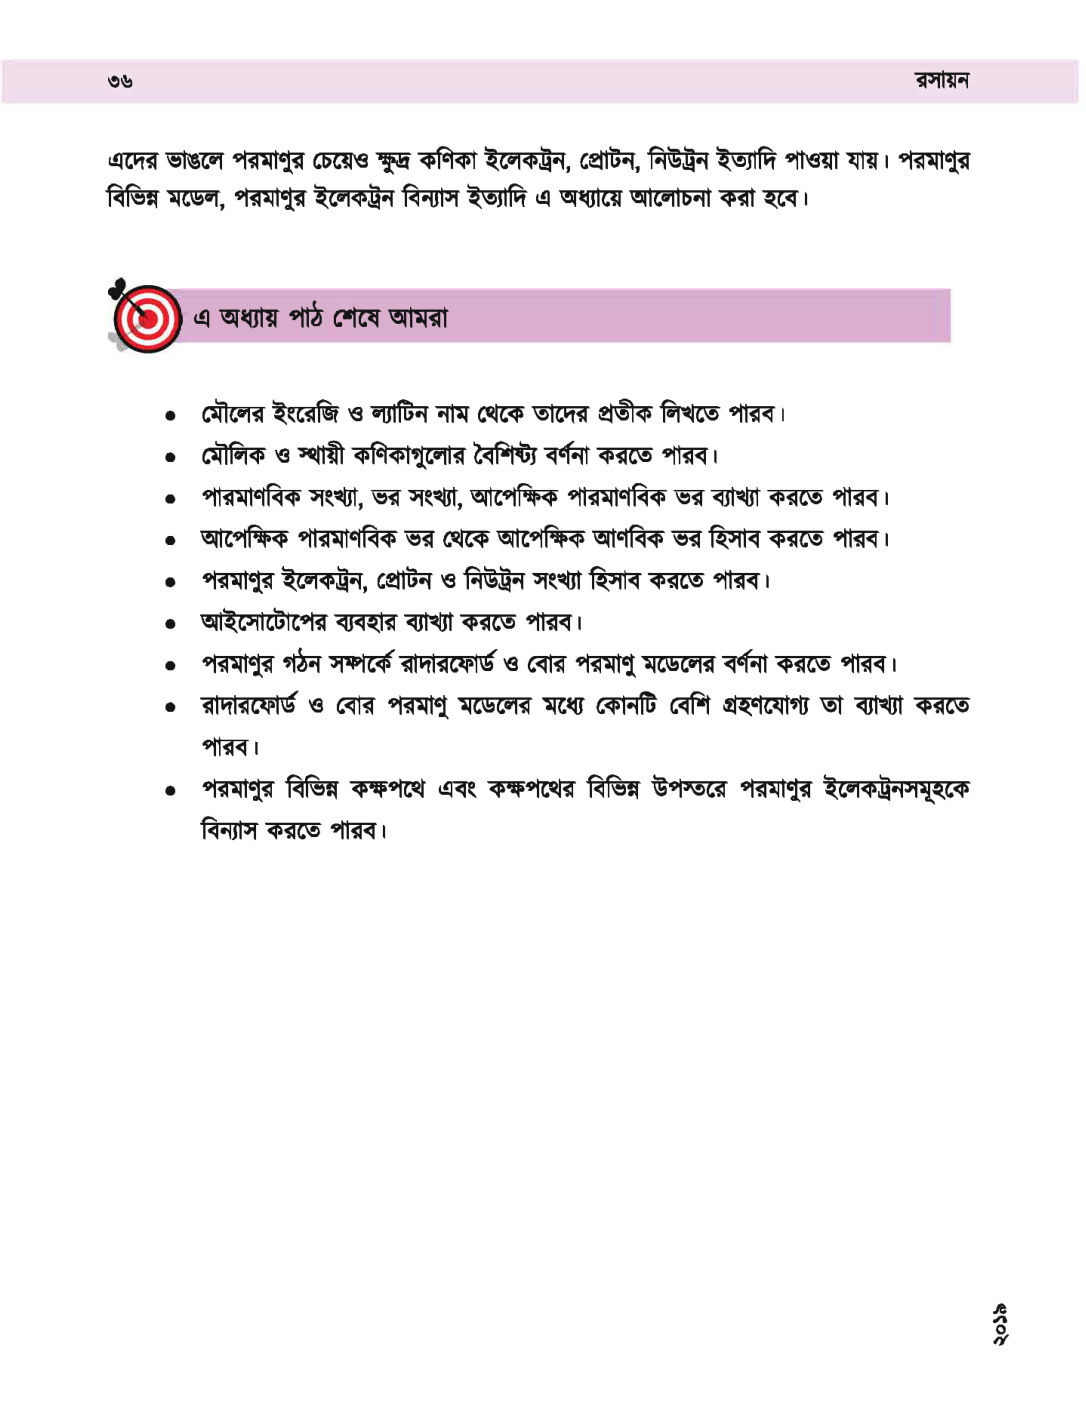 ৩৬ রসায়ন
এদের ভাঙলে পরমাণুর চেয়েও ক্ষুদ্র কণিকা ইলেকট্রন, প্রোটন, নিউট্রন ইত্যাদি পাওয়া যায়। পরমাণুর
বিভিন্ন মডেল, পরমাণুর ইলেকট্রন বিন্যাস ইত্যাদি এ অধ্যায়ে আলোচনা করা হবে।
এ অধ্যায় পাঠ শেষে আমরা
● মৌলের ইংরেজি ও ল্যাটিন নাম থেকে তাদের প্রতীক লিখতে পারব।
● মৌলিক ও স্থায়ী কণিকাগুলোর বৈশিষ্ট্য বর্ণনা করতে পারব।
● পারমাণবিক সংখ্যা, ভর সংখ্যা, আপেক্ষিক পারমাণবিক ভর ব্যাখ্যা করতে পারব।
● আপেক্ষিক পারমাণবিক ভর থেকে আপেক্ষিক আণবিক ভর হিসাব করতে পারব।
● পরমাণুর ইলেকট্রন, প্রোটন ও নিউট্রন সংখ্যা হিসাব করতে পারব।
● আইসোটোপের ব্যবহার ব্যাখ্যা করতে পারব।
● পরমাণুর গঠন সম্পর্কে রাদারফোর্ড ও বোর পরমাণু মডেলের বর্ণনা করতে পারব।
● রাদারফোর্ড ও বোর পরমাণু মডেলের মধ্যে কোনটি বেশি গ্রহণযোগ্য তা ব্যাখ্যা করতে
পারব।
● পরমাণুর বিভিন্ন কক্ষপথে এবং কক্ষপথের বিভিন্ন উপস্তরে পরমাণুর ইলেকট্রনসমূহকে
বিন্যাস করতে পারব।
২০১৯